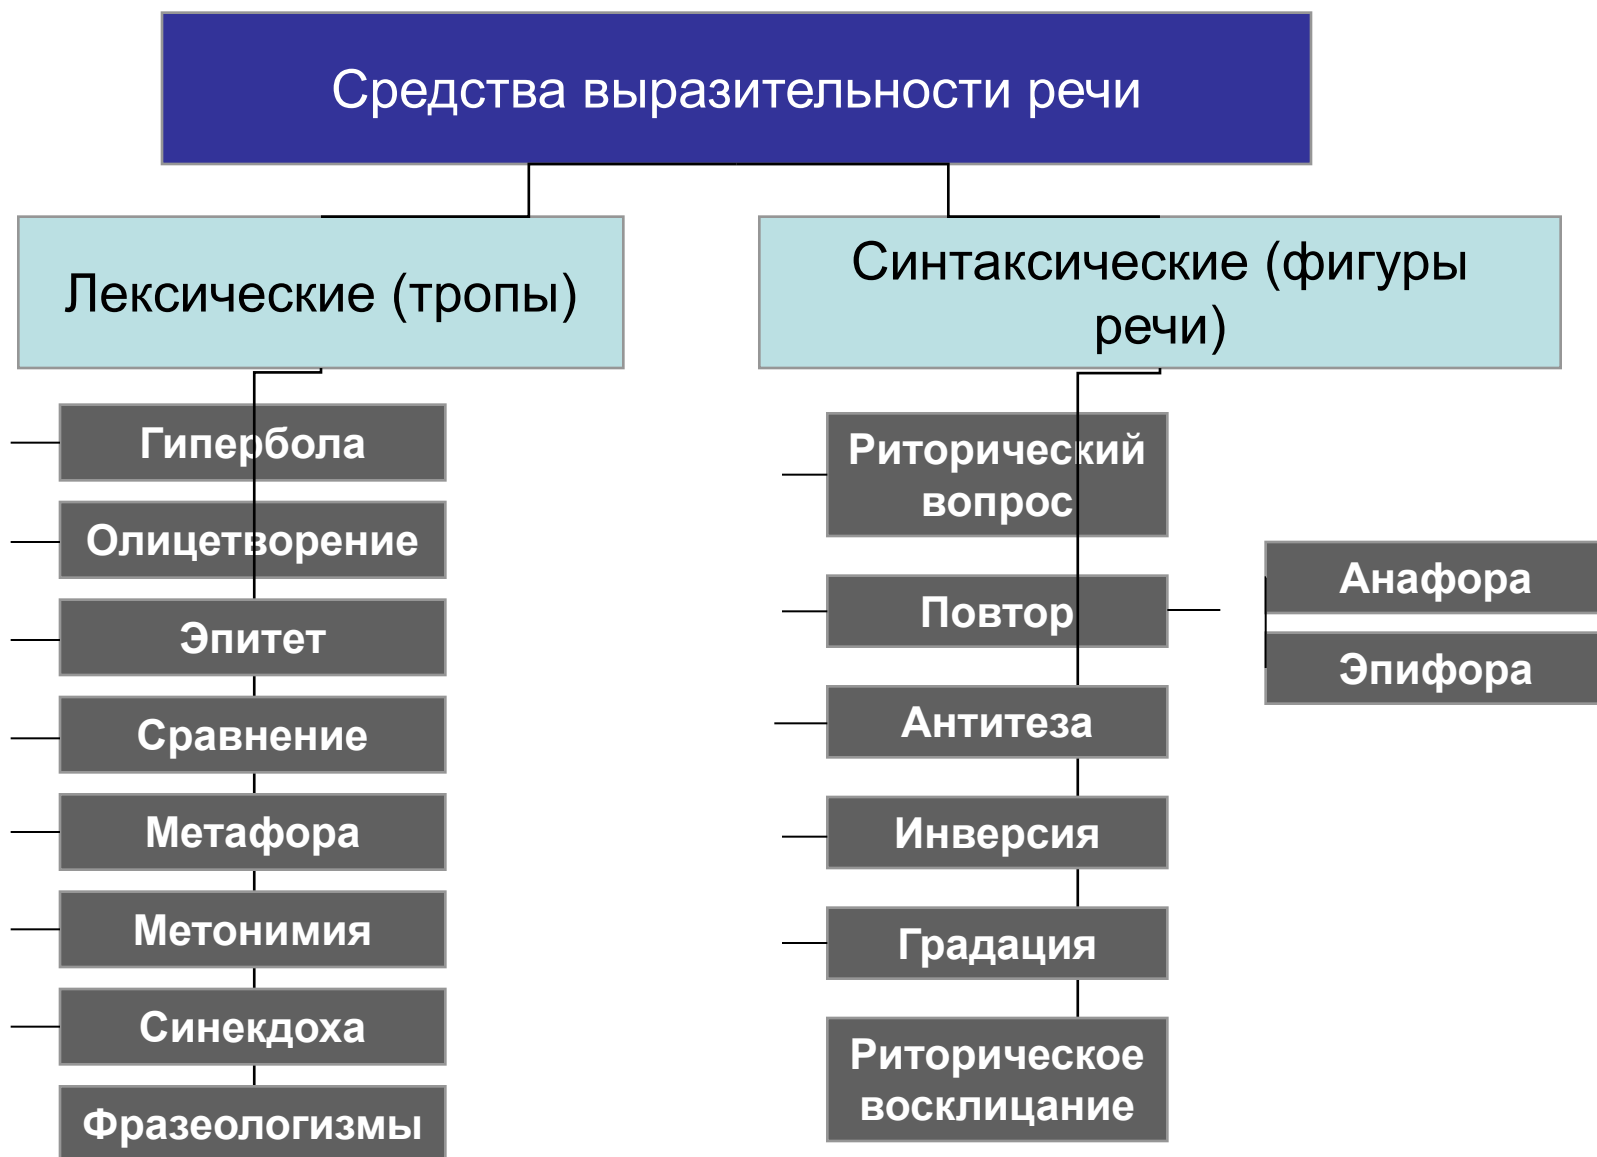 Средства выразительности речи
Лексические (тропы)
Синтаксические (фигуры
речи)
Гипербола
Олицетворение
Эпитет
Сравнение
Метафора
Метонимия
Синекдоха
Фразеологизмы
Риторический
вопрос
Повтор
Антитеза
Инверсия
Градация
Риторическое
восклицание
Анафора
Эпифора